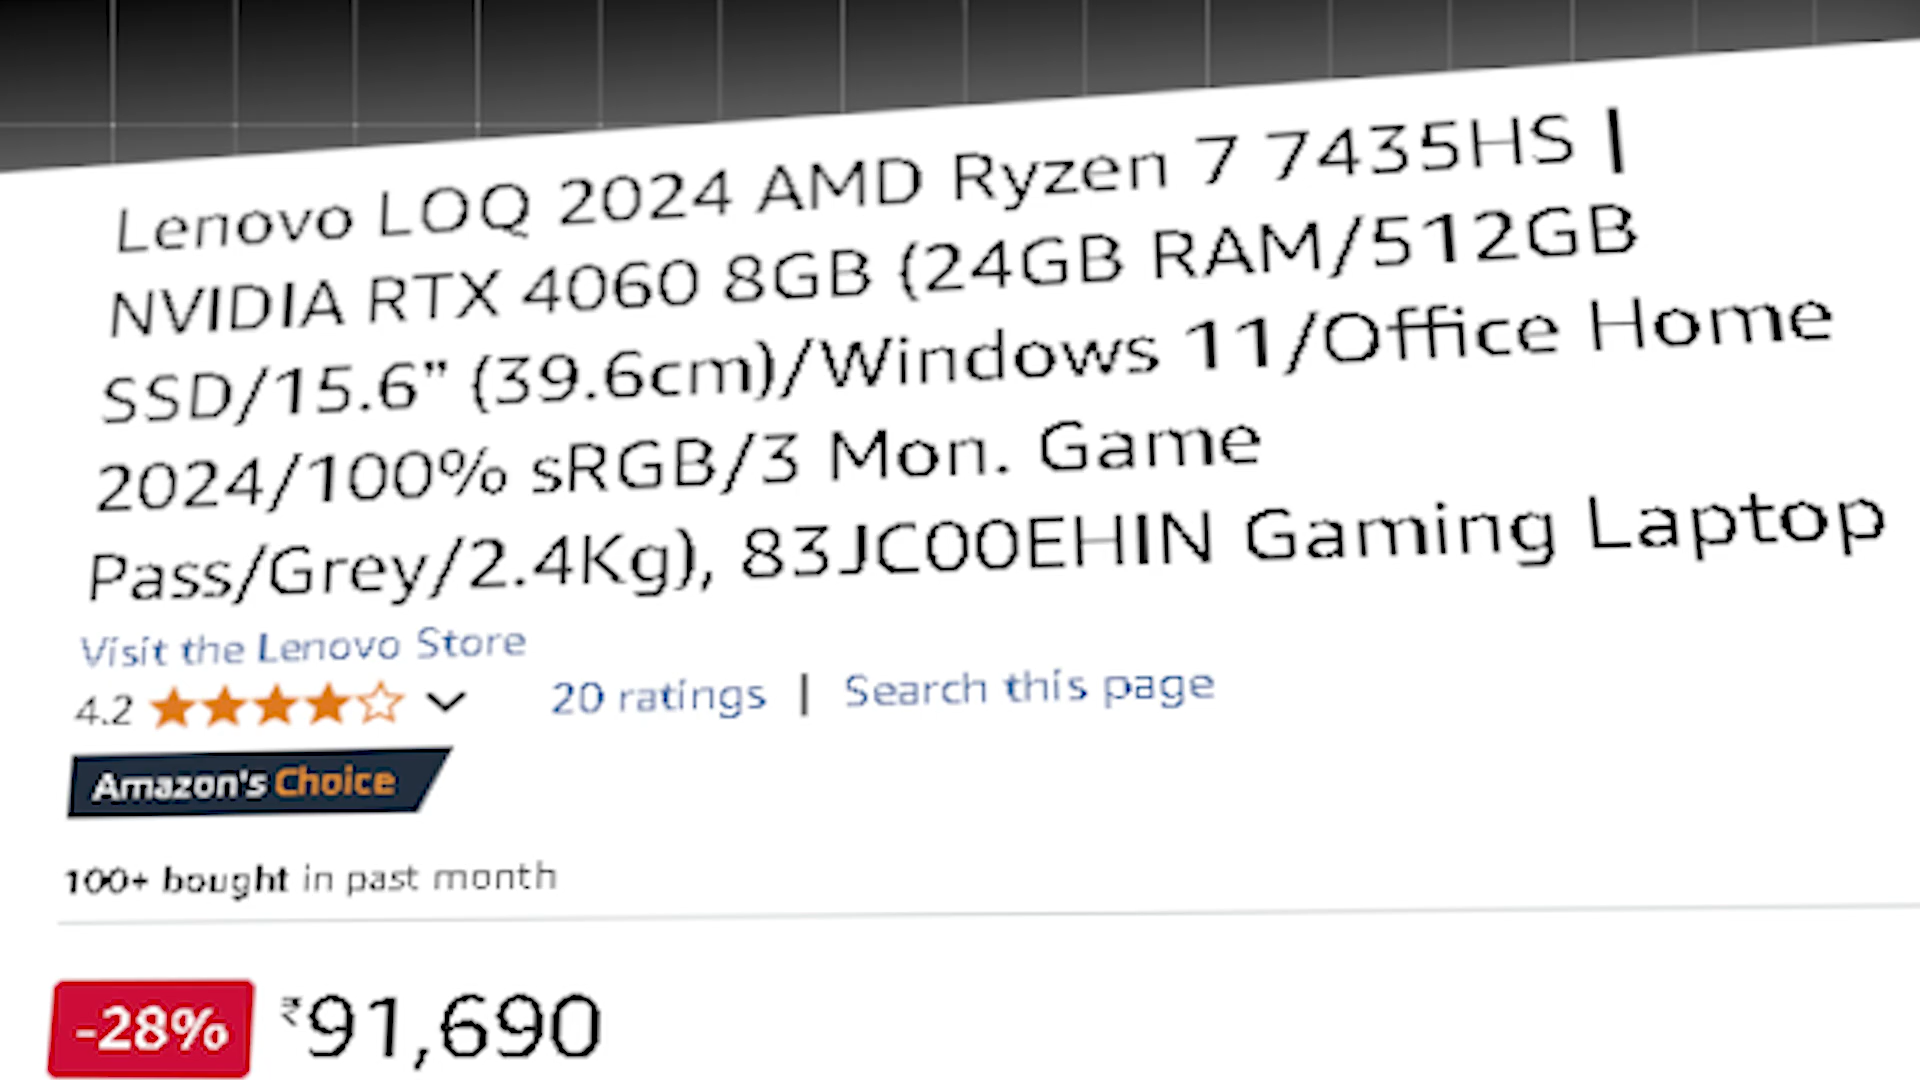 Lenovo LOQ 2024 AMD Ryzen 7 7435HS |
NVIDIA RTX 4060 8GB (24GB RAM/512GB
SSD/15.6” (39.6cm)/Windows 11/Office Home
2024/100% sRGB/3 Mon. Game
Pass/Grey/2.4Kg), 83JC00EHIN Gaming Laptop
Visit the Lenovo Store
4.2 20 ratings | Search this page
Amazon's Choice
100+ bought in past month
-28% ₹91,690